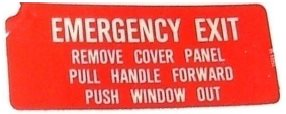 EMERGENCY EXIT
REMOVE COVER PANEL
PULL HANDLE FORWARD
PUSH WINDOW OUT